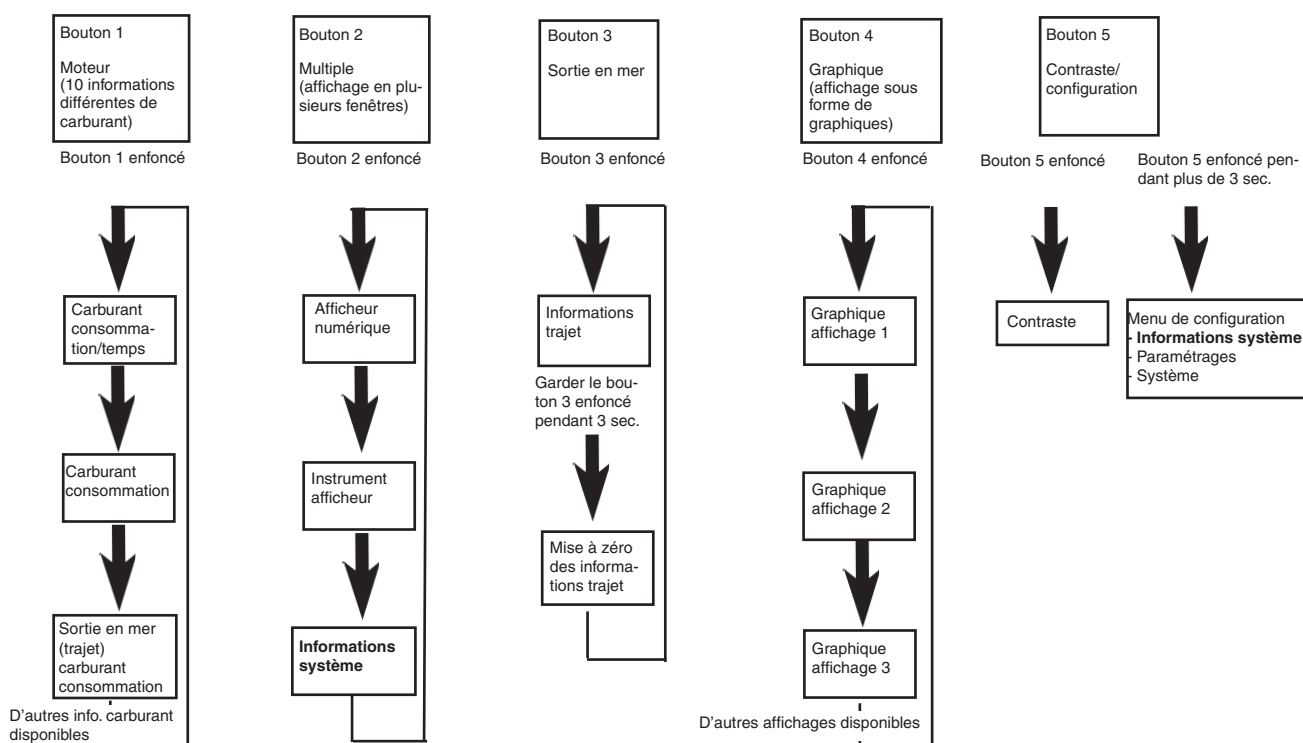 Bouton 1
Moteur
(10 informations
différentes de
carburant)
Bouton 1 enfoncé
Carburant
consomma-
tion/temps
Carburant
consommation
Sortie en mer
(trajet)
carburant
consommation
D'autres info. carburant
disponibles
Bouton 2
Multiple
(affichage en plu-
sieurs fenêtres)
Bouton 2 enfoncé
Afficheur
numérique
Instrument
afficheur
Informations
système
Bouton 3
Sortie en mer
Bouton 3 enfoncé
Informations
trajet
Garder le bou-
ton 3 enfoncé
pendant 3 sec.
Mise à zéro
des informa-
tions trajet
Bouton 4
Graphique
(affichage sous
forme de
graphiques)
Bouton 4 enfoncé
Graphique
affichage 1
Graphique
affichage 2
Graphique
affichage 3
D'autres affichages disponibles
Bouton 5
Contraste/
configuration
Bouton 5 enfoncé
Contraste
Bouton 5 enfoncé pen-
dant plus de 3 sec.
Menu de configuration
- Informations système
- Paramétrages
- Système